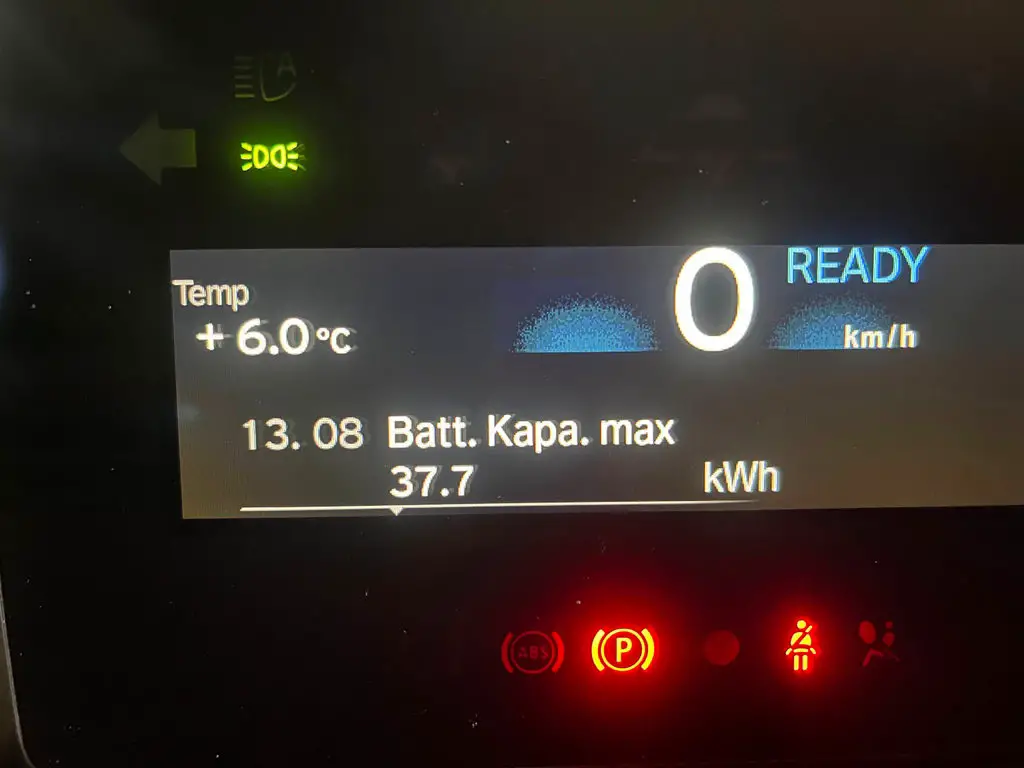 A
0 READY
Temp
+6.0°C
km/h
13. 08 Batt. Kapa. max
37.7 kWh
ABS
P